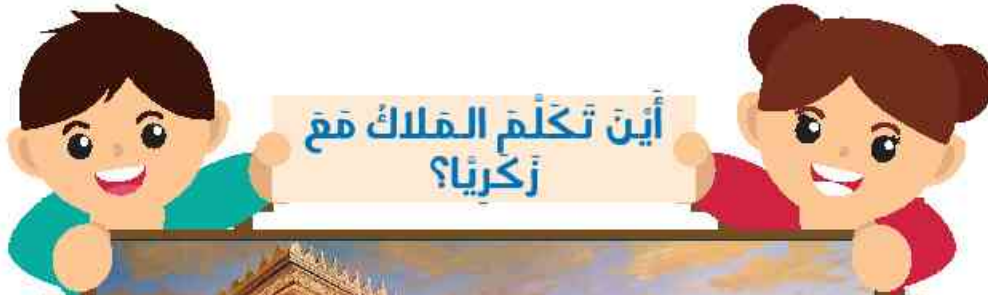 أَيْنَ تَكَلَّمَ المَلاكُ مَعَ
زَكَرِيَّا؟